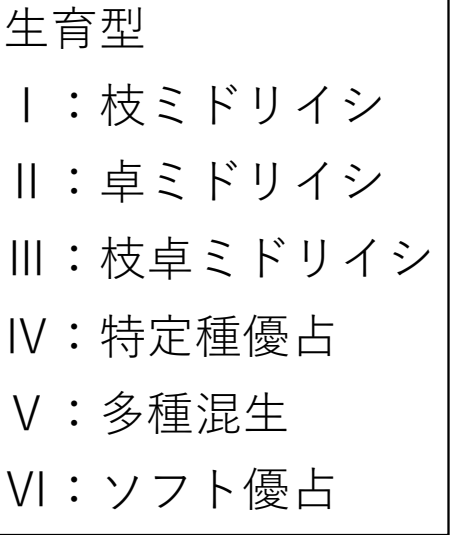 生育型
Ⅰ：枝ミドリイシ
Ⅱ：卓ミドリイシ
Ⅲ：枝卓ミドリイシ
Ⅳ：特定種優占
Ⅴ：多種混生
Ⅵ：ソフト優占